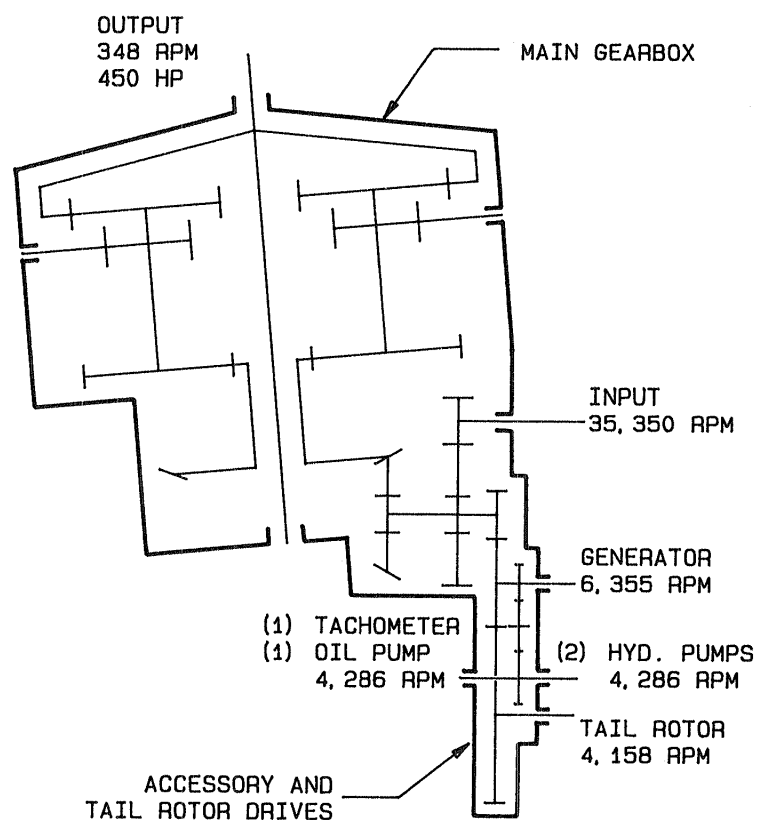 OUTPUT
348 RPM
450 HP
MAIN GEARBOX
INPUT
35,350 RPM
GENERATOR
6,355 RPM
(1) TACHOMETER
(1) OIL PUMP
4,286 RPM
(2) HYD. PUMPS
4,286 RPM
TAIL ROTOR
4,158 RPM
ACCESSORY AND
TAIL ROTOR DRIVES